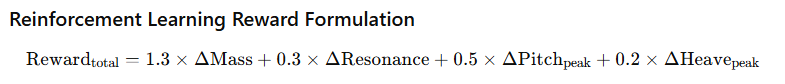 Reinforcement Learning Reward Formulation
Reward_total = 1.3 × ΔMass + 0.3 × ΔResonance + 0.5 × ΔPitch_peak + 0.2 × ΔHeave_peak